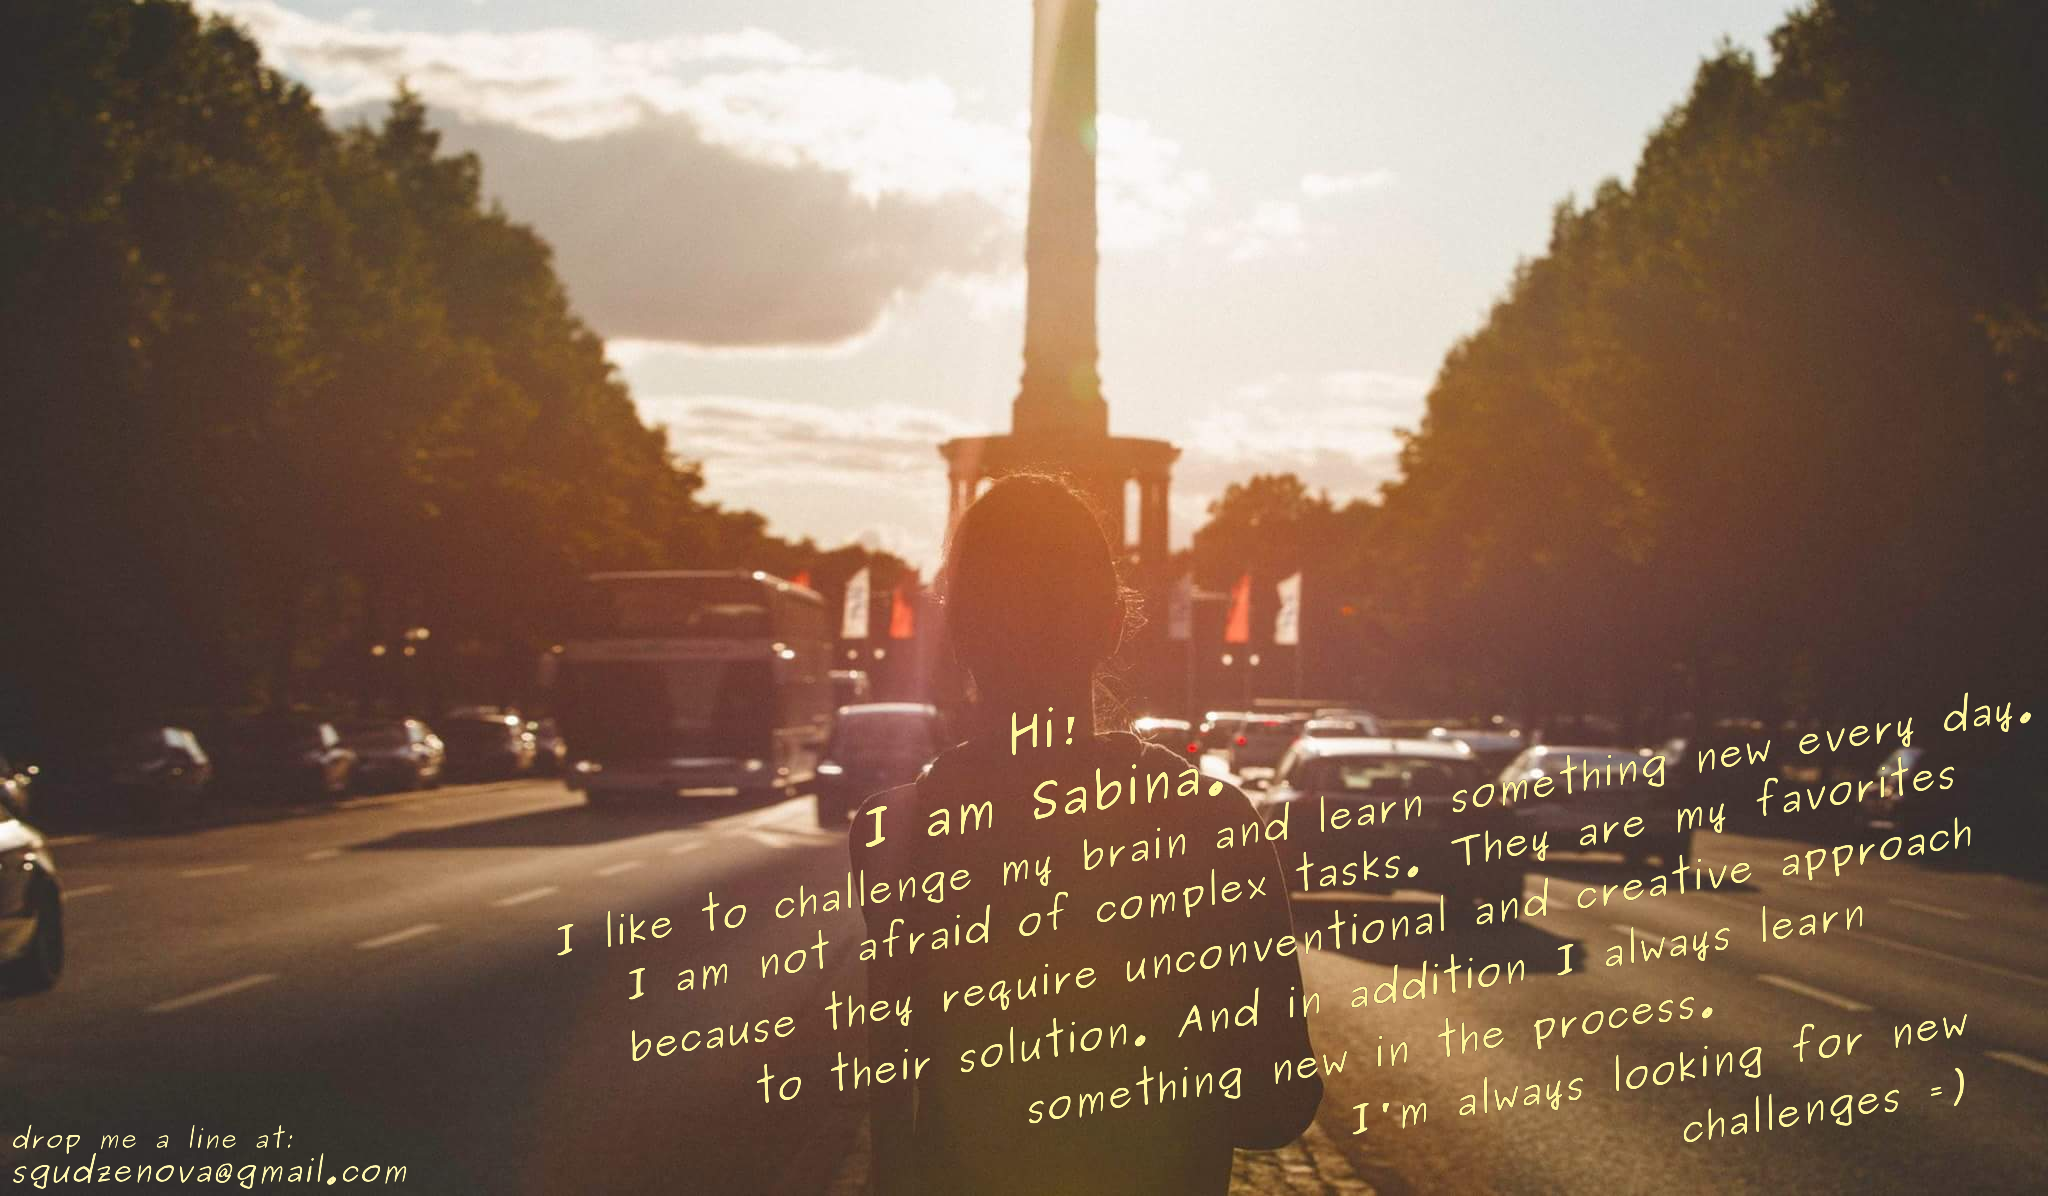 Hi!
I am Sabina.
I like to challenge my brain and learn something new every day.
I am not afraid of complex tasks. They are my favorites
because they require unconventional and creative approach
to their solution. And in addition I always learn
something new in the process.
I'm always looking for new
challenges =)
drop me a line at:
sgudzenova@gmail.com